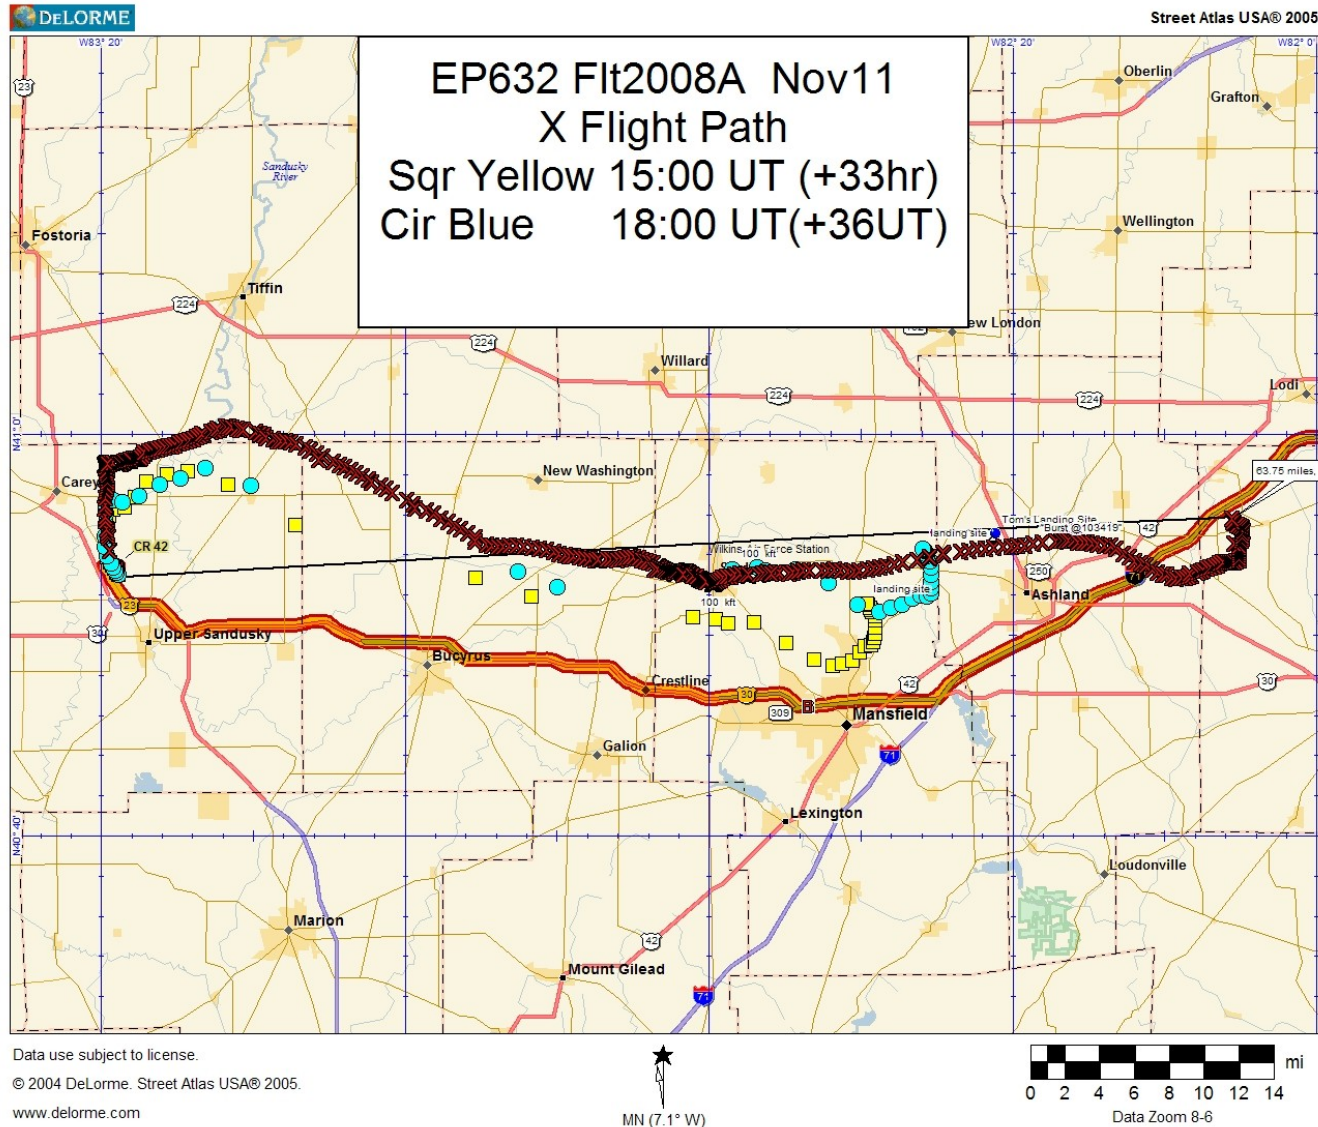 DELORME
Street Atlas USA® 2005
W83° 20'
W82° 20'
W82° 0'
EP632 Flt2008A Nov11
X Flight Path
Sqr Yellow 15:00 UT (+33hr)
Cir Blue 18:00 UT(+36UT)
Oberlin
Grafton
23
Sandusky
River
Wellington
Fostoria
Tiffin
224
ew London
224
Willard
Lodi
224
224
N41° 0'
New Washington
Carey
63.75 miles,
Tom's Landing Site
landing site
"Burst @103419"
42
CR 42
Wilkins Air Force Station
100 kft
250
71
landing site
Ashland
100 kft
23
30
Upper Sandusky
Bucyrus
Crestline
42
30
30
309
B
Mansfield
Galion
71
Lexington
N40° 40'
Loudonville
Marion
42
Mount Gilead
71
Data use subject to license.
© 2004 DeLorme. Street Atlas USA® 2005.
www.delorme.com
MN (7.1° W)
mi
0 2 4 6 8 10 12 14
Data Zoom 8-6